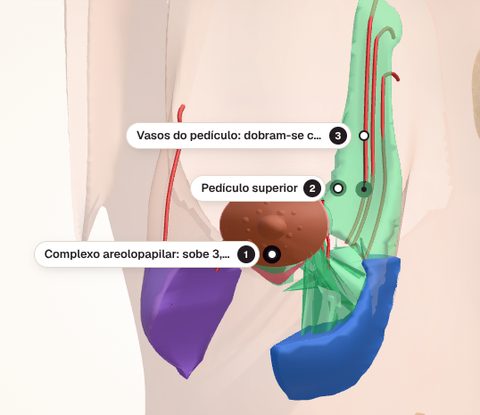 Vasos do pedículo: dobram-se c... 3
Pedículo superior 2
Complexo areolopapilar: sobe 3,... 1